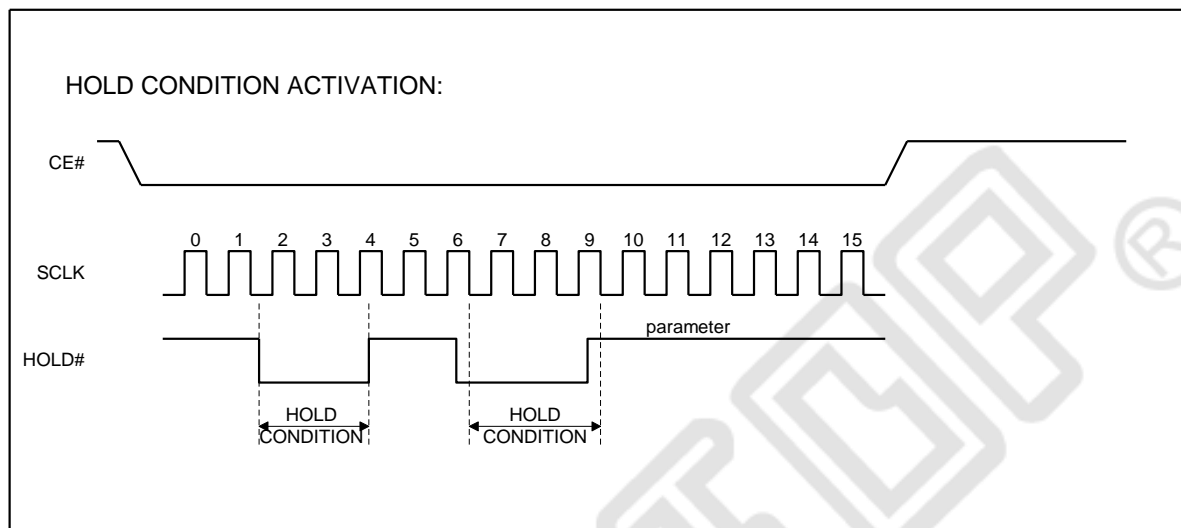 HOLD CONDITION ACTIVATION:
CE#
0 1 2 3 4 5 6 7 8 9 10 11 12 13 14 15
SCLK
parameter
HOLD#
HOLD CONDITION
HOLD CONDITION
®